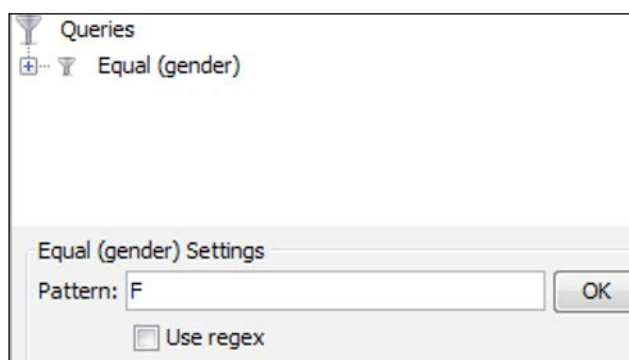 Queries
Equal (gender)
Equal (gender) Settings
Pattern: F OK
Use regex